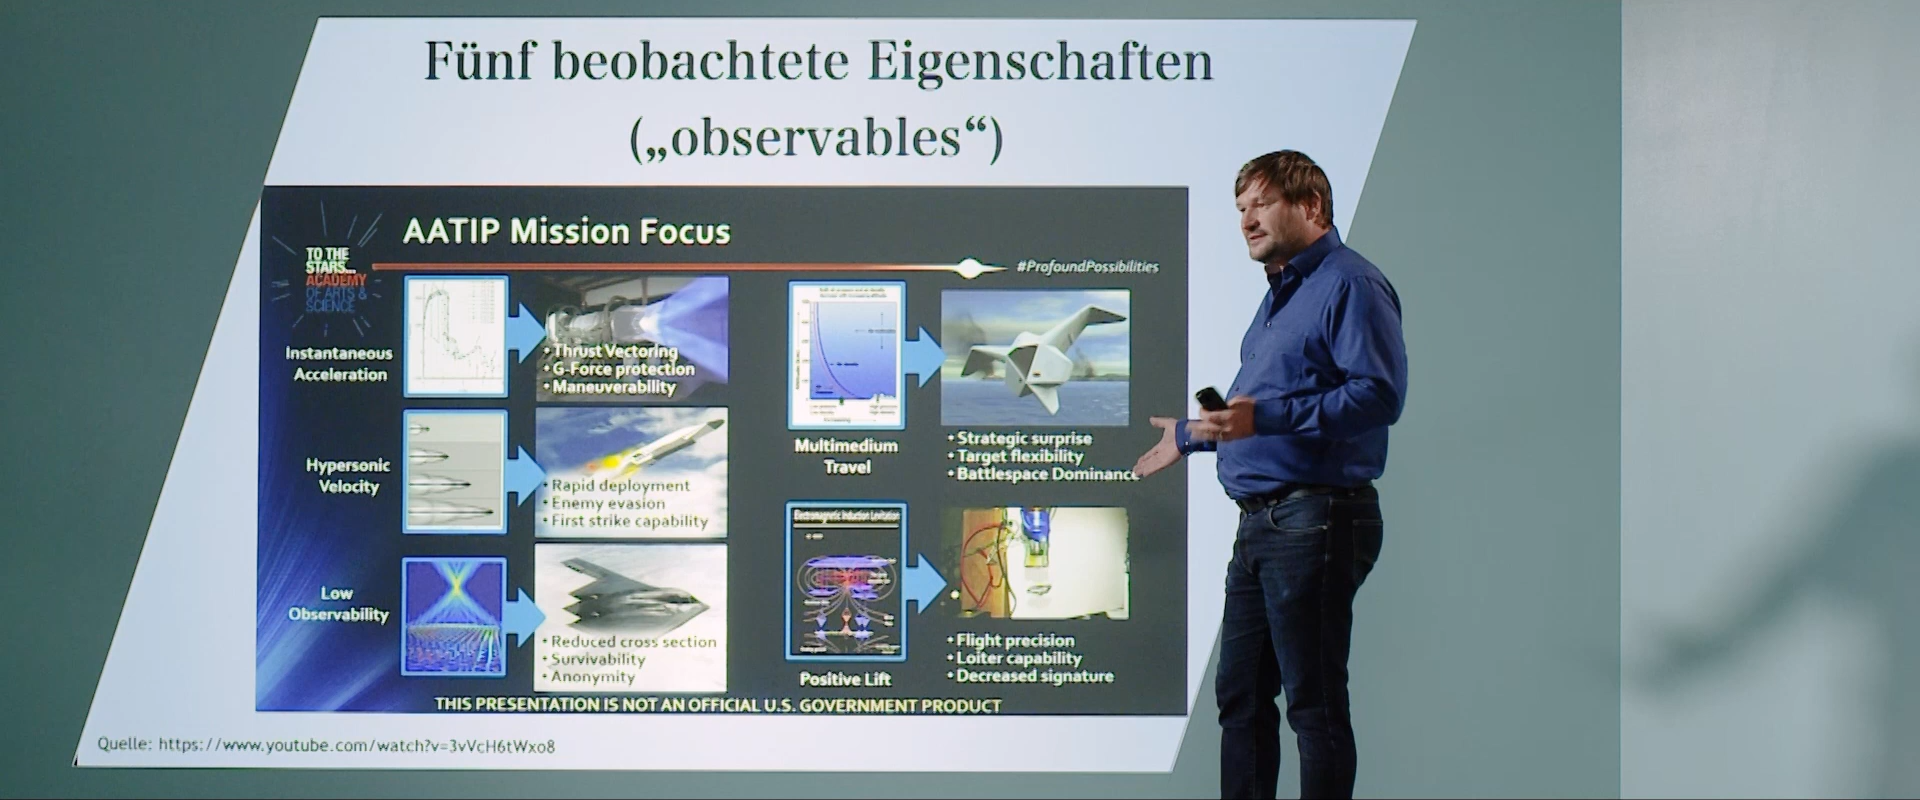 Fünf beobachtete Eigenschaften
(„observables“)
TO THE
STARS...
ACADEMY
OF ARTS &
SCIENCE
AATIP Mission Focus
#ProfoundPossibilities
Instantaneous
Acceleration
• Thrust Vectoring
• G-Force protection
• Maneuverability
Hypersonic
Velocity
• Rapid deployment
• Enemy evasion
• First strike capability
Low
Observability
• Reduced cross section
• Survivability
• Anonymity
Multimedium
Travel
• Strategic surprise
• Target flexibility
• Battlespace Dominance
Electromagnetic Induction Levitation
Positive Lift
• Flight precision
• Loiter capability
• Decreased signature
THIS PRESENTATION IS NOT AN OFFICIAL U.S. GOVERNMENT PRODUCT
Quelle: https://www.youtube.com/watch?v=3vVcH6tWxo8